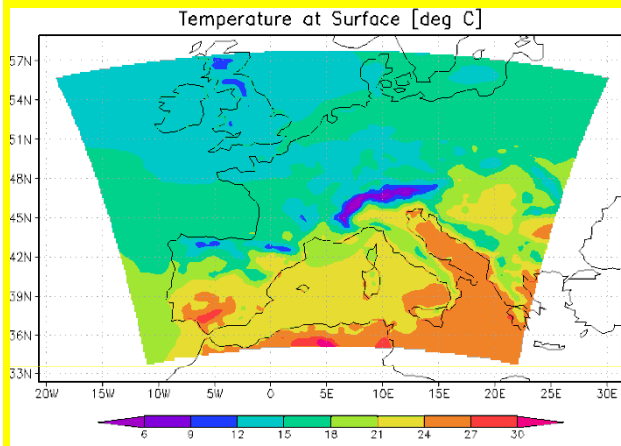 Temperature at Surface [deg C]
57N
54N
51N
48N
45N
42N
39N
36N
33N
20W 15W 10W 5W 0 5E 10E 15E 20E 25E 30E
6 9 12 15 18 21 24 27 30